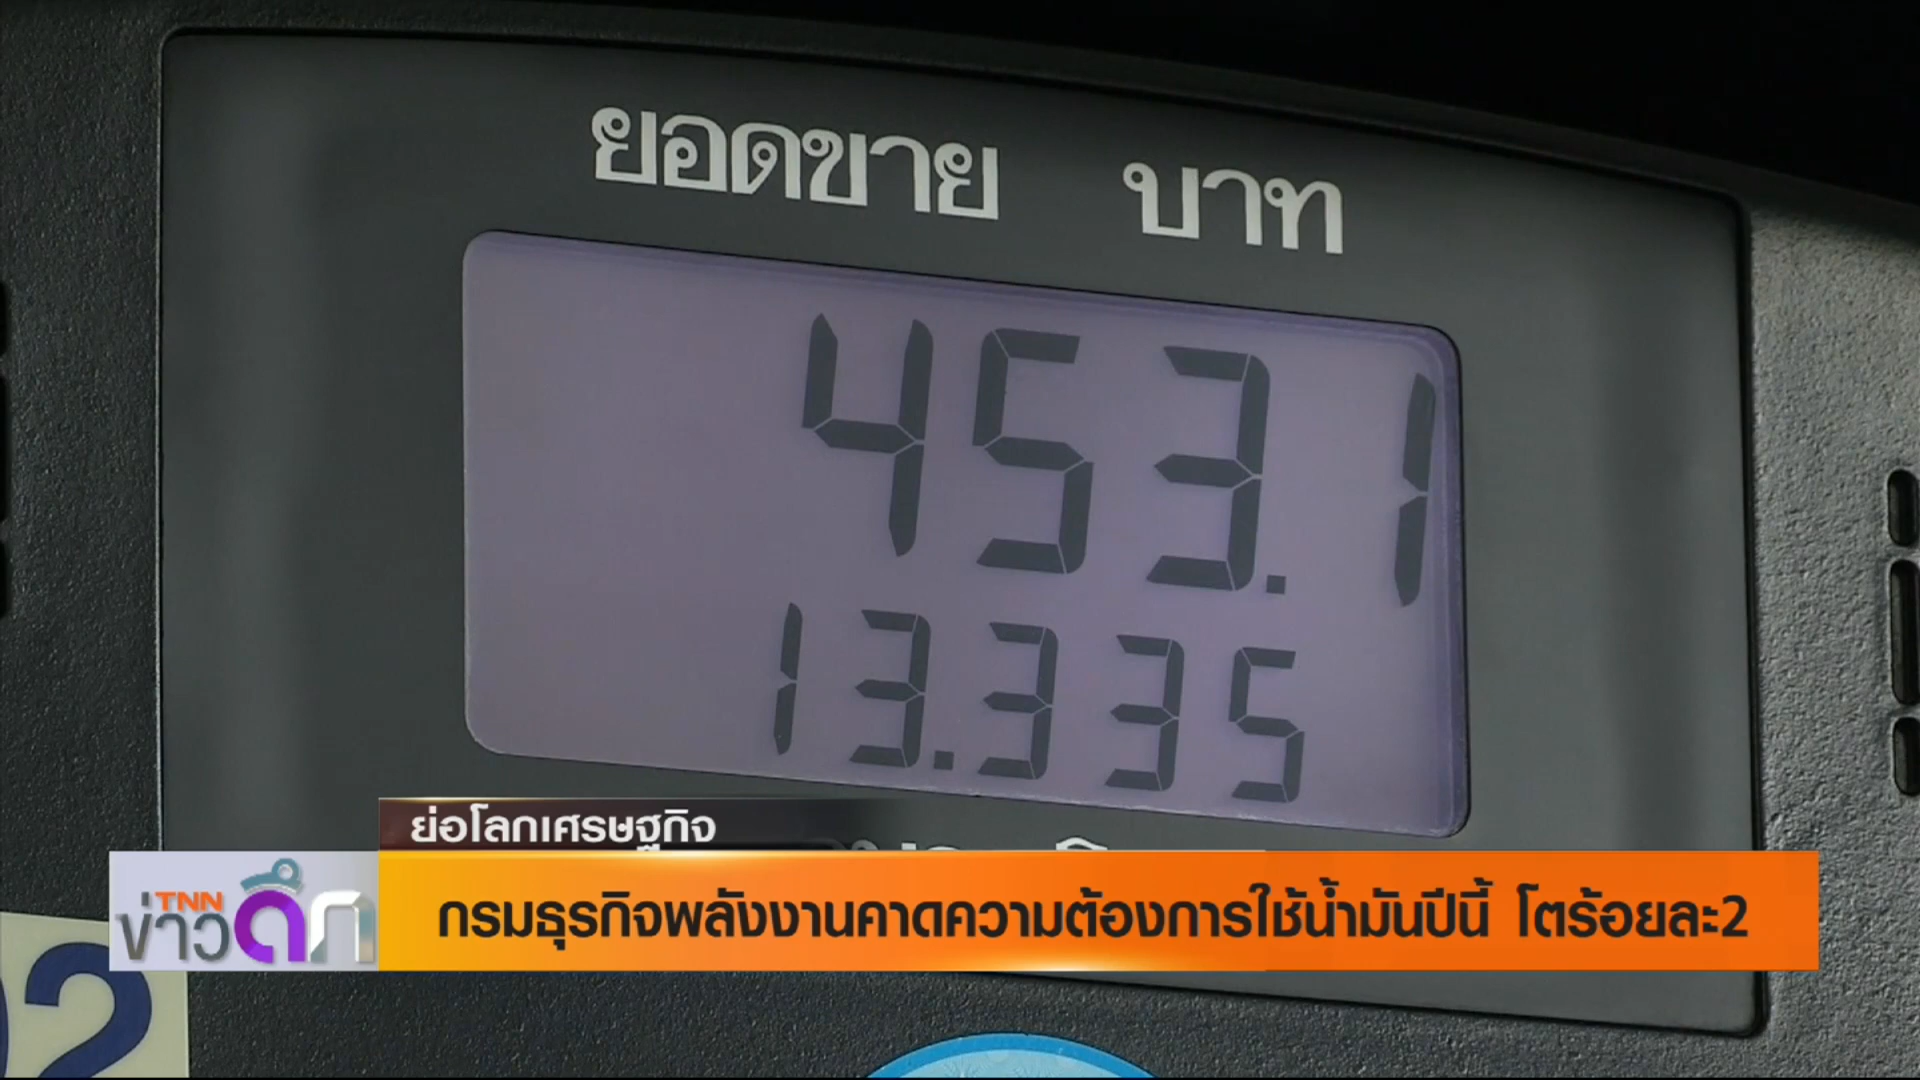 ยอดขาย บาท
453.1
13.335
ย่อโลกเศรษฐกิจ
TNN
ข่าวดึก
กรมธุรกิจพลังงานคาดความต้องการใช้น้ำมันปีนี้ โตร้อยละ2
02